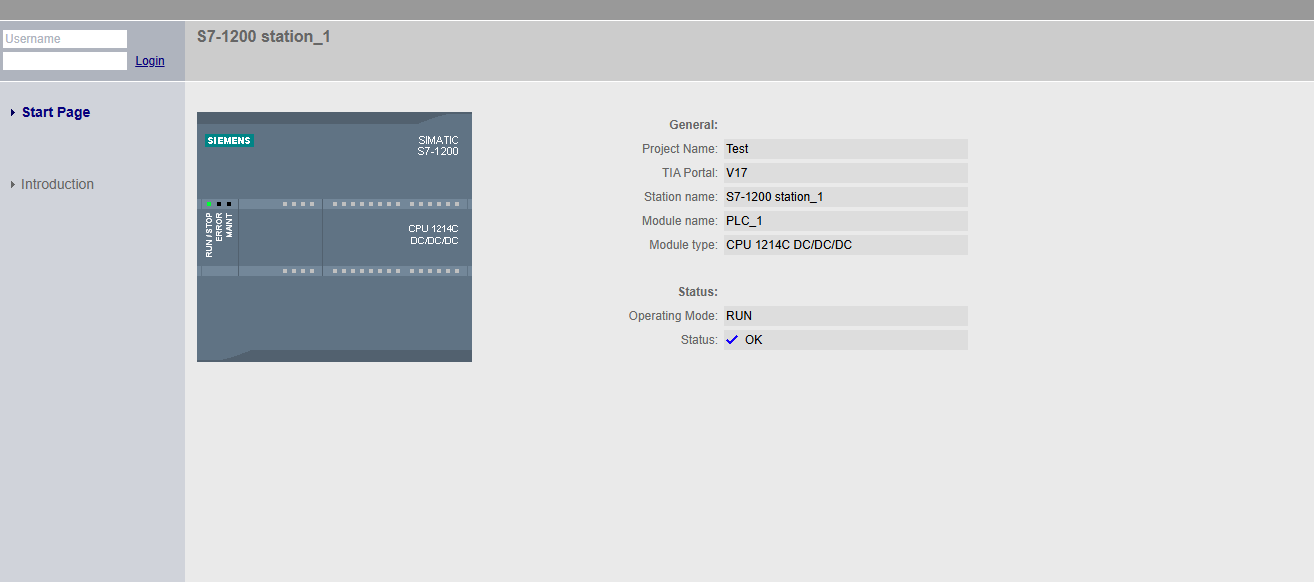 Username
Login
S7-1200 station_1
Start Page
Introduction
SIEMENS
SIMATIC
S7-1200
RUN / STOP
ERROR
MAINT
CPU 1214C
DC/DC/DC
General:
Project Name: Test
TIA Portal: V17
Station name: S7-1200 station_1
Module name: PLC_1
Module type: CPU 1214C DC/DC/DC
Status:
Operating Mode: RUN
Status: OK